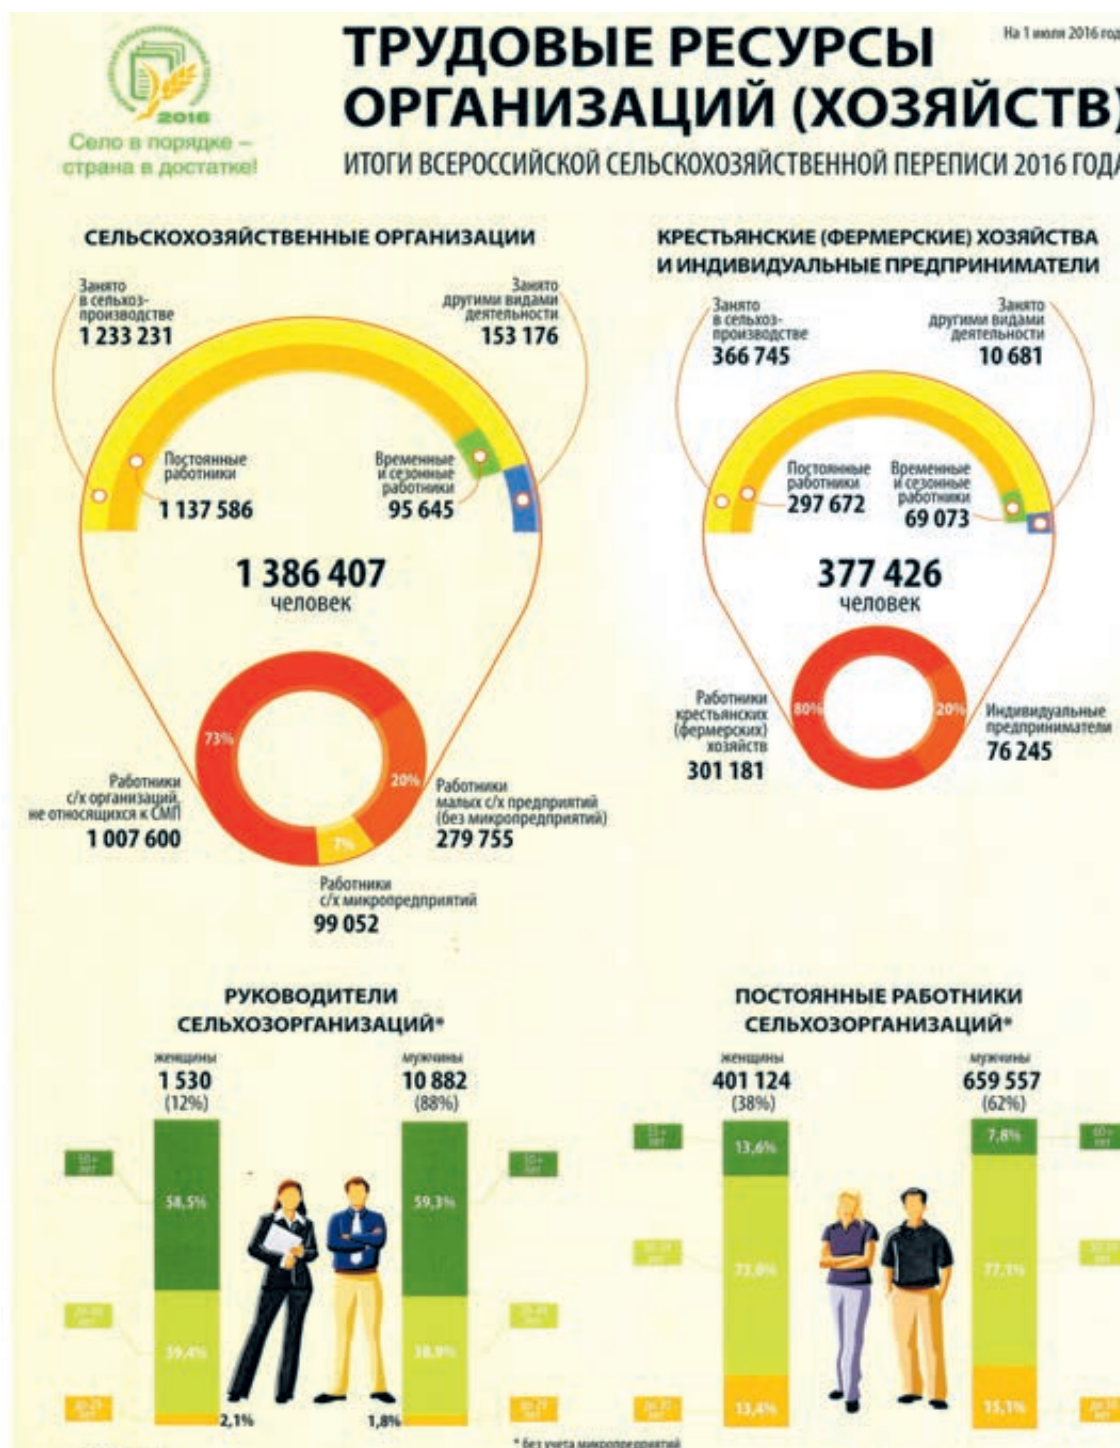 На 1 июля 2016 год
ТРУДОВЫЕ РЕСУРСЫ
ОРГАНИЗАЦИЙ (ХОЗЯЙСТВ)
ИТОГИ ВСЕРОССИЙСКОЙ СЕЛЬСКОХОЗЯЙСТВЕННОЙ ПЕРЕПИСИ 2016 ГОДА
2016
Село в порядке –
страна в достатке!
СЕЛЬСКОХОЗЯЙСТВЕННЫЕ ОРГАНИЗАЦИИ
Занято
в сельхоз-
производстве
1 233 231
Занято
другими видами
деятельности
153 176
Постоянные
работники
1 137 586
Временные
и сезонные
работники
95 645
1 386 407
человек
73%
20%
7%
Работники
с/х организаций,
не относящихся к СМП
1 007 600
Работники
малых с/х предприятий
(без микропредприятий)
279 755
Работники
с/х микропредприятий
99 052
КРЕСТЬЯНСКИЕ (ФЕРМЕРСКИЕ) ХОЗЯЙСТВА
И ИНДИВИДУАЛЬНЫЕ ПРЕДПРИНИМАТЕЛИ
Занято
в сельхоз-
производстве
366 745
Занято
другими видами
деятельности
10 681
Постоянные
работники
297 672
Временные
и сезонные
работники
69 073
377 426
человек
80%
20%
Работники
крестьянских
(фермерских)
хозяйств
301 181
Индивидуальные
предприниматели
76 245
РУКОВОДИТЕЛИ
СЕЛЬХОЗОРГАНИЗАЦИЙ*
женщины
1 530
(12%)
мужчины
10 882
(88%)
58,5%
59,3%
39,4%
38,9%
2,1%
1,8%
ПОСТОЯННЫЕ РАБОТНИКИ
СЕЛЬХОЗОРГАНИЗАЦИЙ*
женщины
401 124
(38%)
мужчины
659 557
(62%)
13,6%
7,8%
73,0%
77,1%
13,4%
15,1%
* без учета микропредприятий